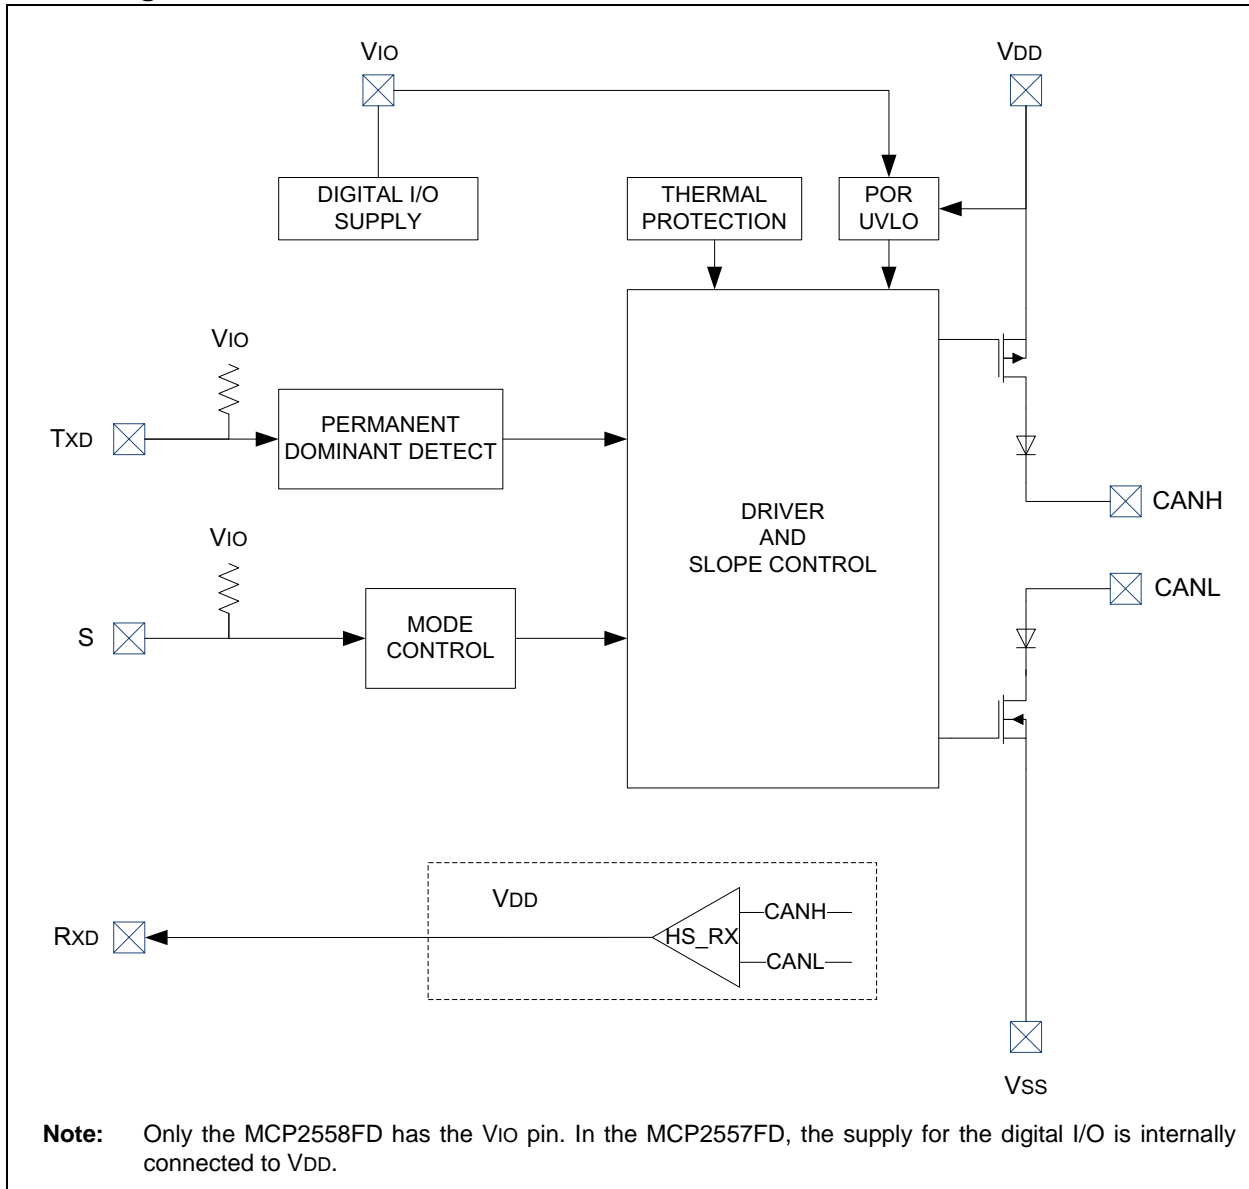 VIO
VDD
DIGITAL I/O
SUPPLY
THERMAL
PROTECTION
POR
UVLO
VIO
TXD
PERMANENT
DOMINANT DETECT
DRIVER
AND
SLOPE CONTROL
CANH
VIO
S
MODE
CONTROL
CANL
RXD
VDD
HS_RX
CANH
CANL
VSS
Note: Only the MCP2558FD has the VIO pin. In the MCP2557FD, the supply for the digital I/O is internally
connected to VDD.